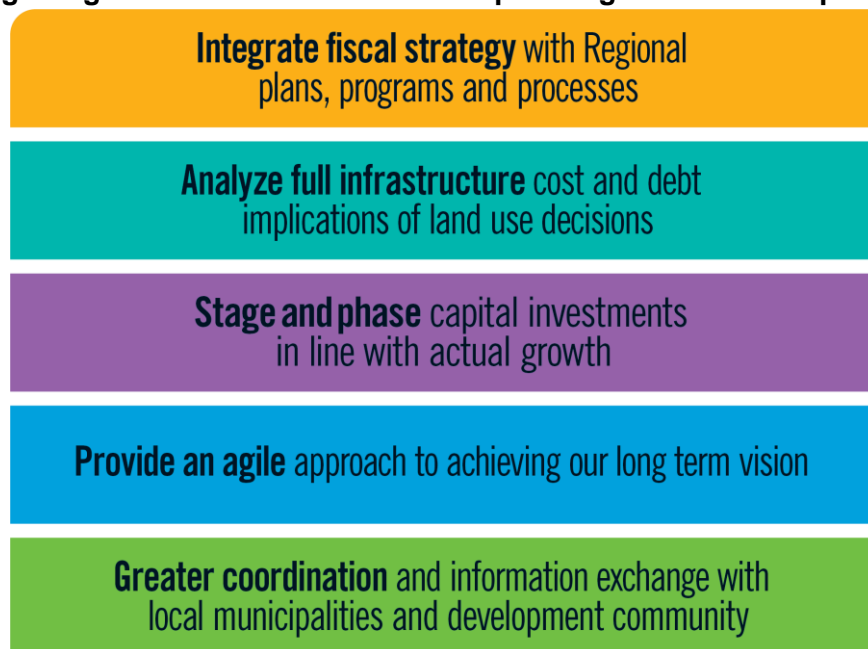 Integrate fiscal strategy with Regional
plans, programs and processes
Analyze full infrastructure cost and debt
implications of land use decisions
Stage and phase capital investments
in line with actual growth
Provide an agile approach to achieving our long term vision
Greater coordination and information exchange with
local municipalities and development community